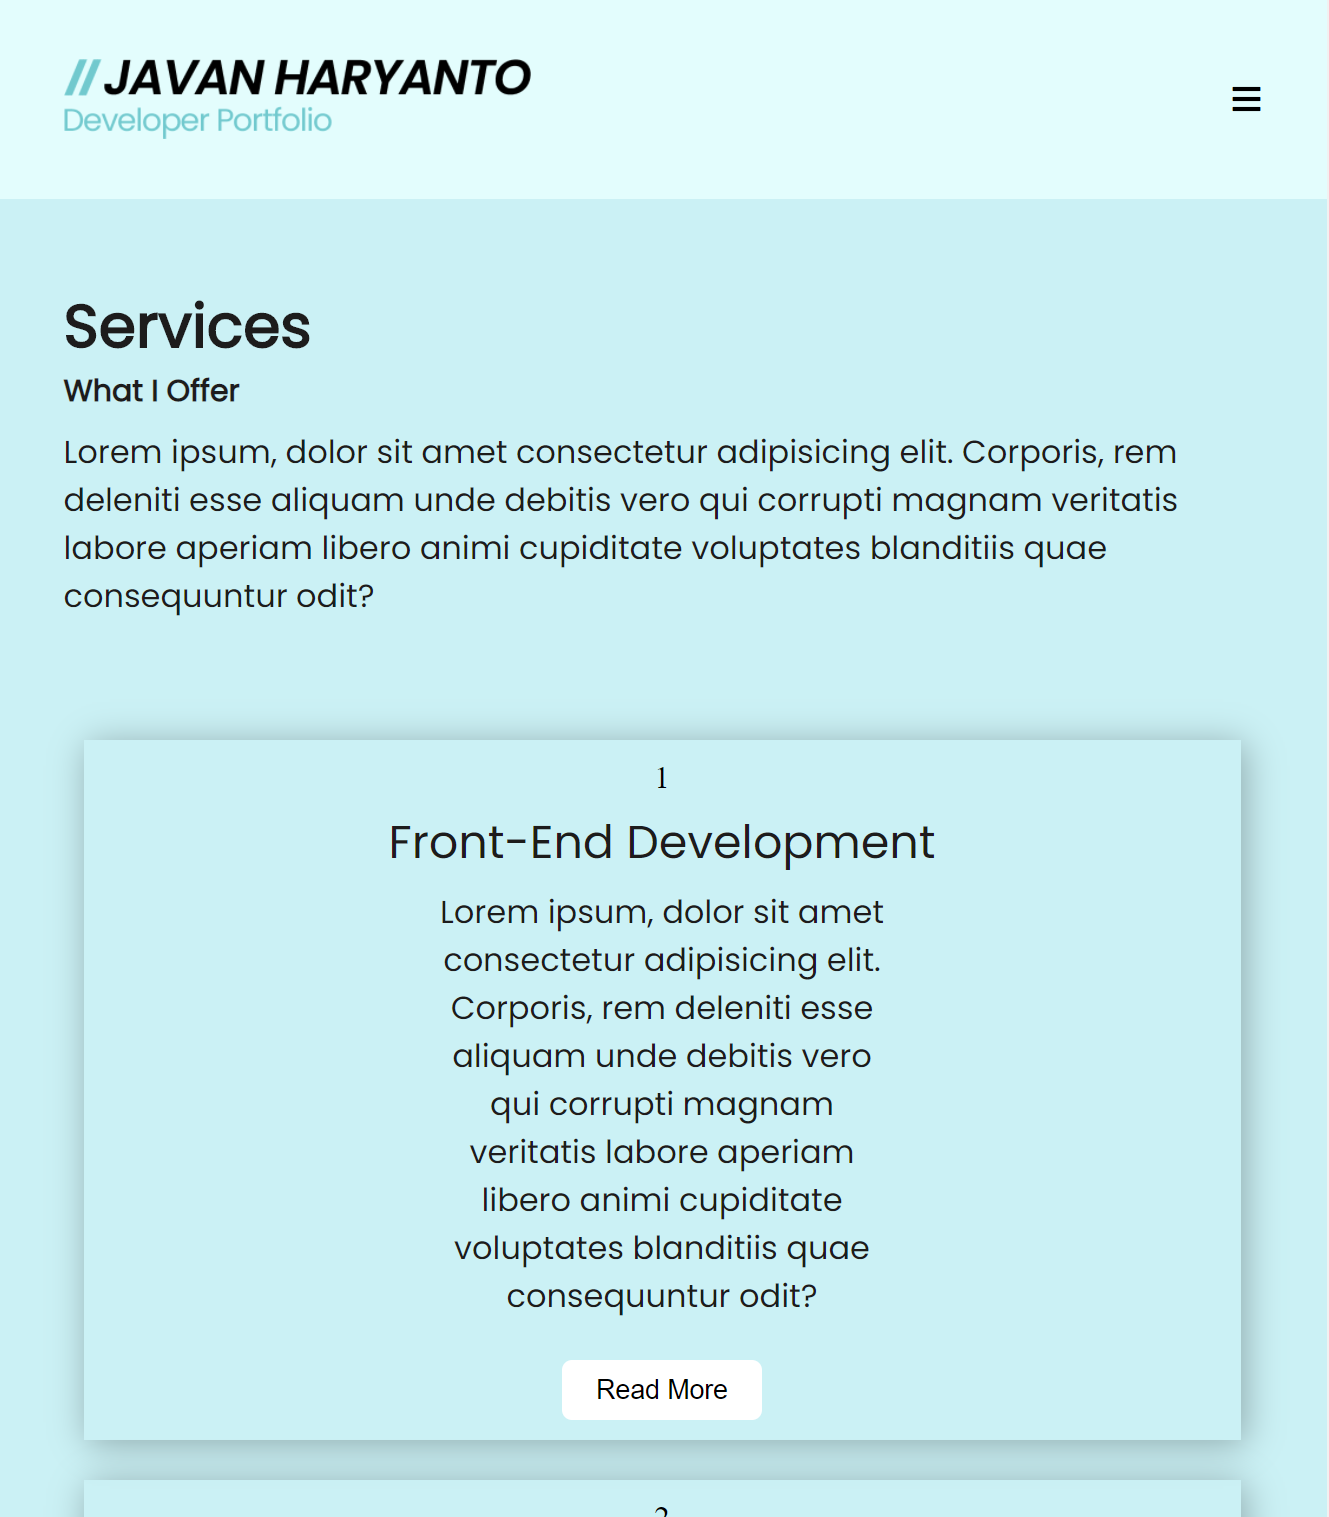 // JAVAN HARYANTO
Developer Portfolio
Services
What I Offer
Lorem ipsum, dolor sit amet consectetur adipisicing elit. Corporis, rem
deleniti esse aliquam unde debitis vero qui corrupti magnam veritatis
labore aperiam libero animi cupiditate voluptates blanditiis quae
consequuntur odit?
1
Front-End Development
Lorem ipsum, dolor sit amet
consectetur adipisicing elit.
Corporis, rem deleniti esse
aliquam unde debitis vero
qui corrupti magnam
veritatis labore aperiam
libero animi cupiditate
voluptates blanditiis quae
consequuntur odit?
Read More
2